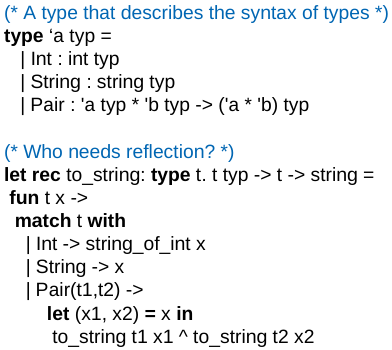 (* A type that describes the syntax of types *)
type ‘a typ =
| Int : int typ
| String : string typ
| Pair : 'a typ * 'b typ -> ('a * 'b) typ
(* Who needs reflection? *)
let rec to_string: type t. t typ -> t -> string =
fun t x ->
match t with
| Int -> string_of_int x
| String -> x
| Pair(t1,t2) ->
let (x1, x2) = x in
to_string t1 x1 ^ to_string t2 x2